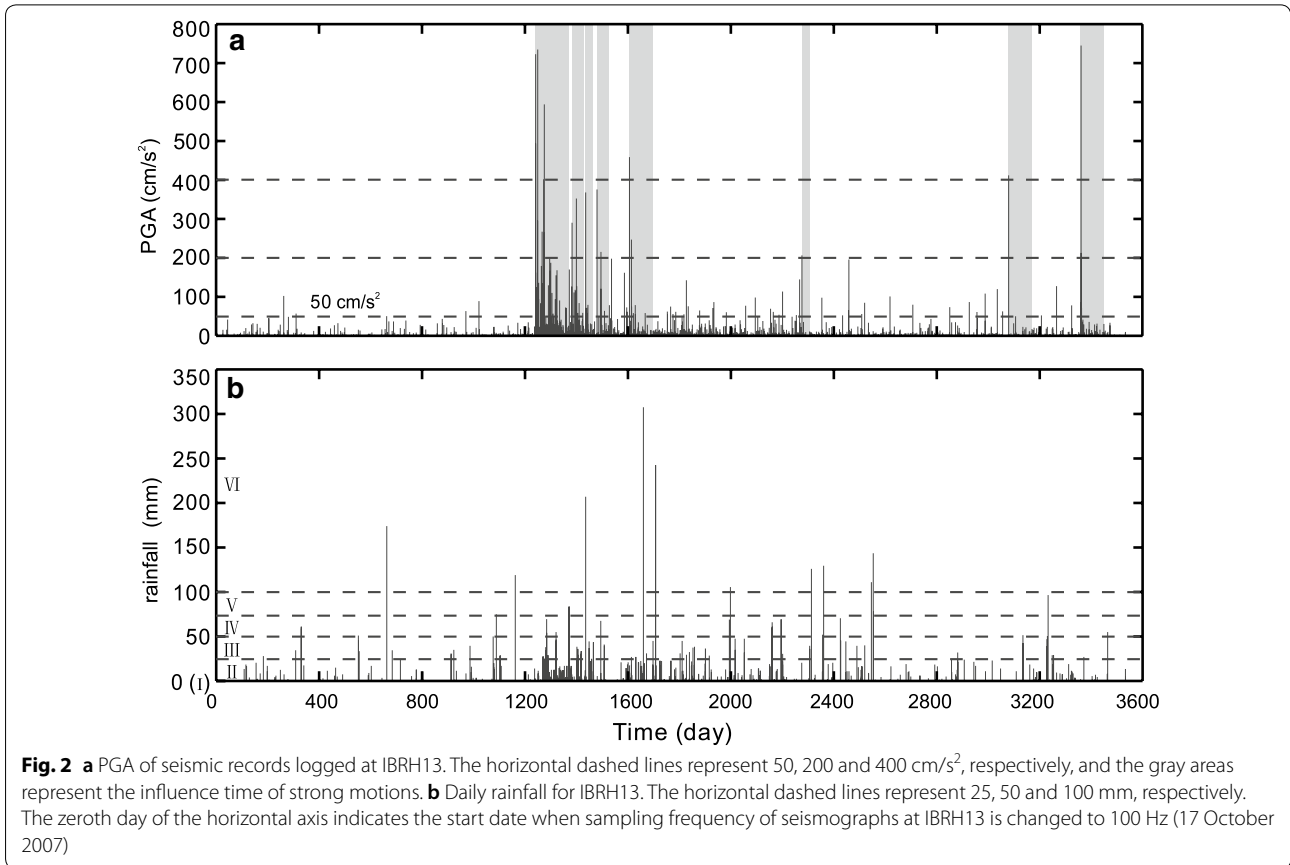 a
800
700
600
500
400
300
200
100
0
PGA (cm/s²)
50 cm/s²
b
350
300
250
200
150
100
50
0 (I)
rainfall (mm)
VI
V
IV
III
II
0 400 800 1200 1600 2000 2400 2800 3200 3600
Time (day)
Fig. 2 a PGA of seismic records logged at IBRH13. The horizontal dashed lines represent 50, 200 and 400 cm/s², respectively, and the gray areas
represent the influence time of strong motions. b Daily rainfall for IBRH13. The horizontal dashed lines represent 25, 50 and 100 mm, respectively.
The zeroth day of the horizontal axis indicates the start date when sampling frequency of seismographs at IBRH13 is changed to 100 Hz (17 October
2007)